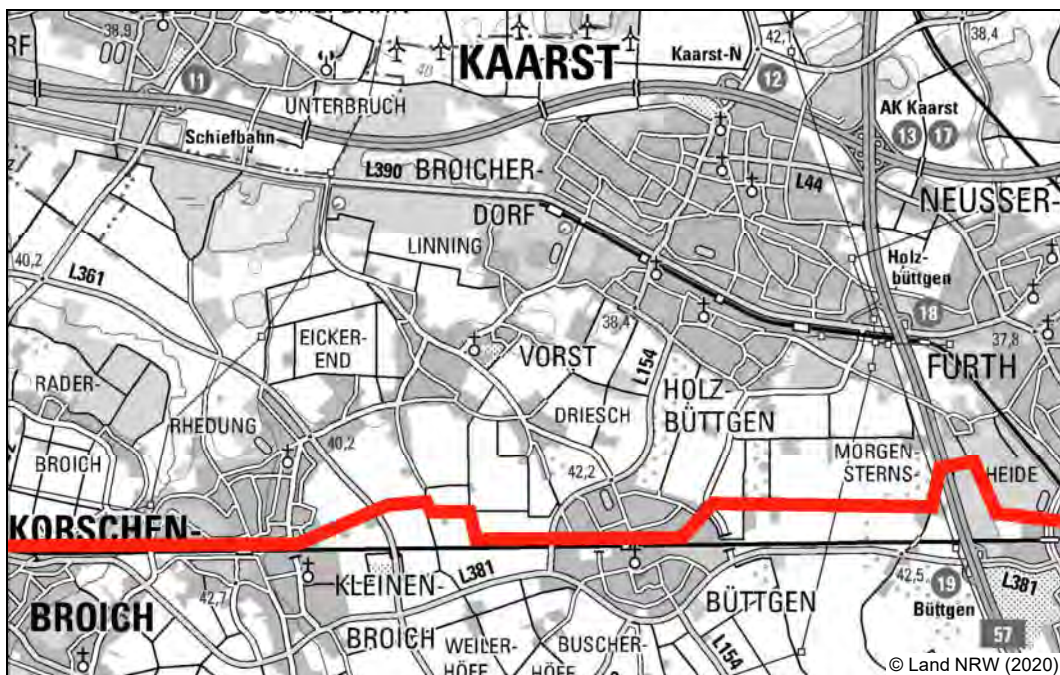 38,9
11
UNTERBRUCH
Schiefbahn
KAARST
Kaarst-N
42,1
12
38,4
AK Kaarst
13 17
L390
BROICHER-
DORF
L44
NEUSSER-
LINNING
Holz-
büttgen
18
40,2
L361
EICKER-
END
VORST
38,4
L154
37,8
FURTH
RADER-
BROICH
RHEDUNG
40,2
DRIESCH
HOLZ-
BÜTTGEN
42,2
MORGEN-
STERNS-
HEIDE
KORSCHEN-
BROICH
42,7
KLEINEN-
BROICH
L381
WEILER-
HÖFE
BUSCHER-
HÖFE
BÜTTGEN
L154
42,5
19
Büttgen
L381
57
© Land NRW (2020)